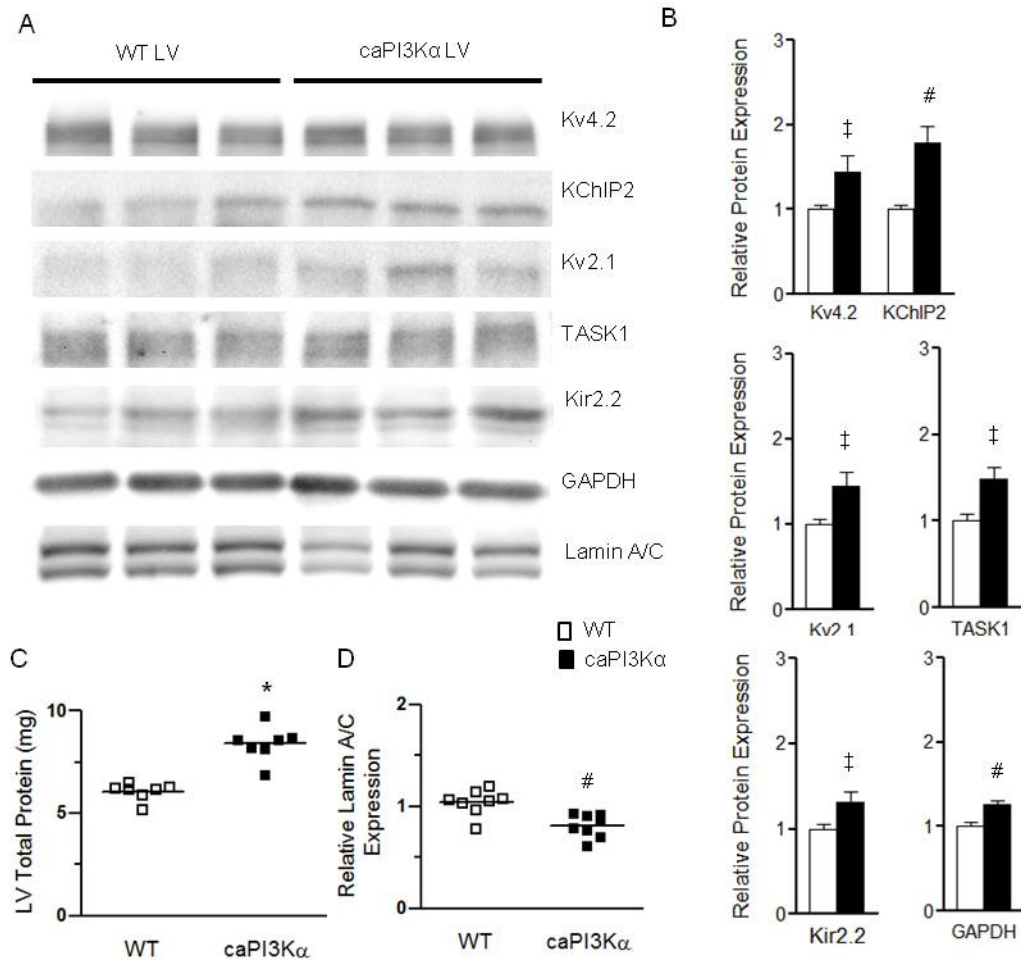 A
WT LV
caPI3Kα LV
Kv4.2
KChIP2
Kv2.1
TASK1
Kir2.2
GAPDH
Lamin A/C
B
Relative Protein Expression
3
2
1
0
‡
#
Kv4.2
KChIP2
Relative Protein Expression
3
2
1
0
‡
Kv2.1
3
2
1
0
‡
TASK1
WT
caPI3Kα
C
LV Total Protein (mg)
10
5
0
*
WT
caPI3Kα
D
Relative Lamin A/C
Expression
2
1
0
#
WT
caPI3Kα
Relative Protein Expression
3
2
1
0
‡
Kir2.2
3
2
1
0
#
GAPDH